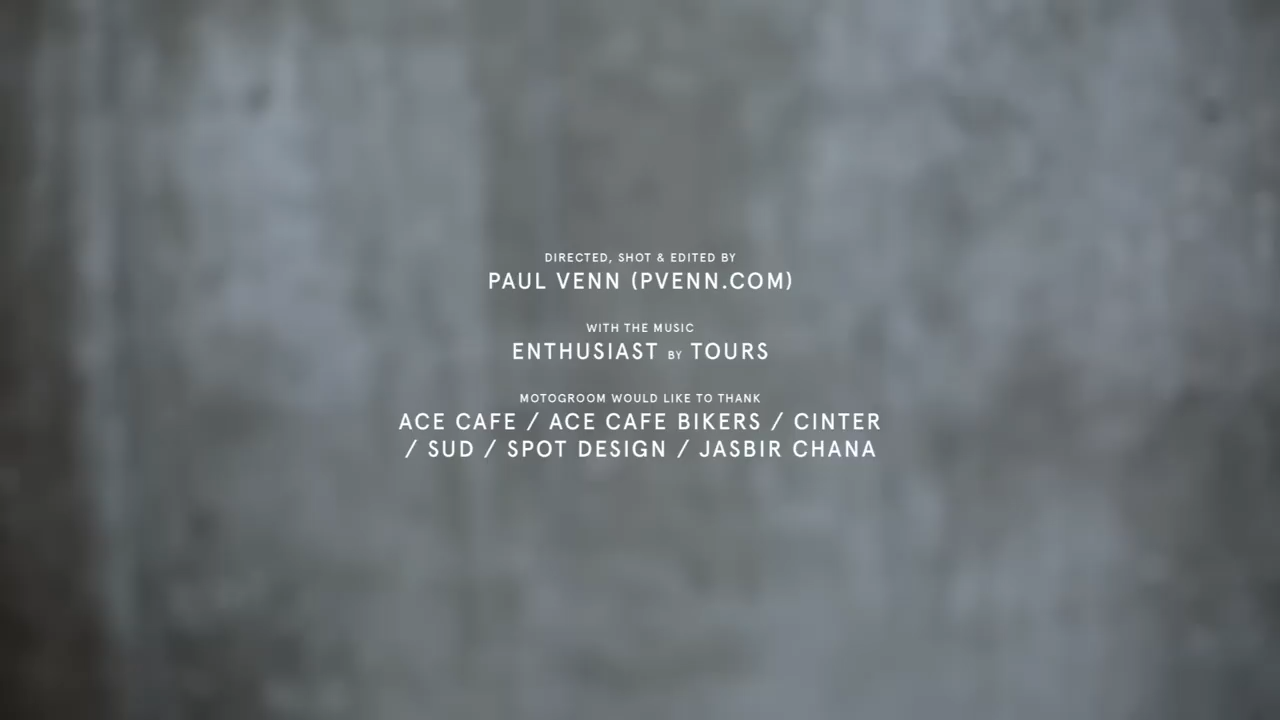 DIRECTED, SHOT & EDITED BY
PAUL VENN (PVENN.COM)
WITH THE MUSIC
ENTHUSIAST BY TOURS
MOTOGROOM WOULD LIKE TO THANK
ACE CAFE / ACE CAFE BIKERS / CINTER
/ SUD / SPOT DESIGN / JASBIR CHANA